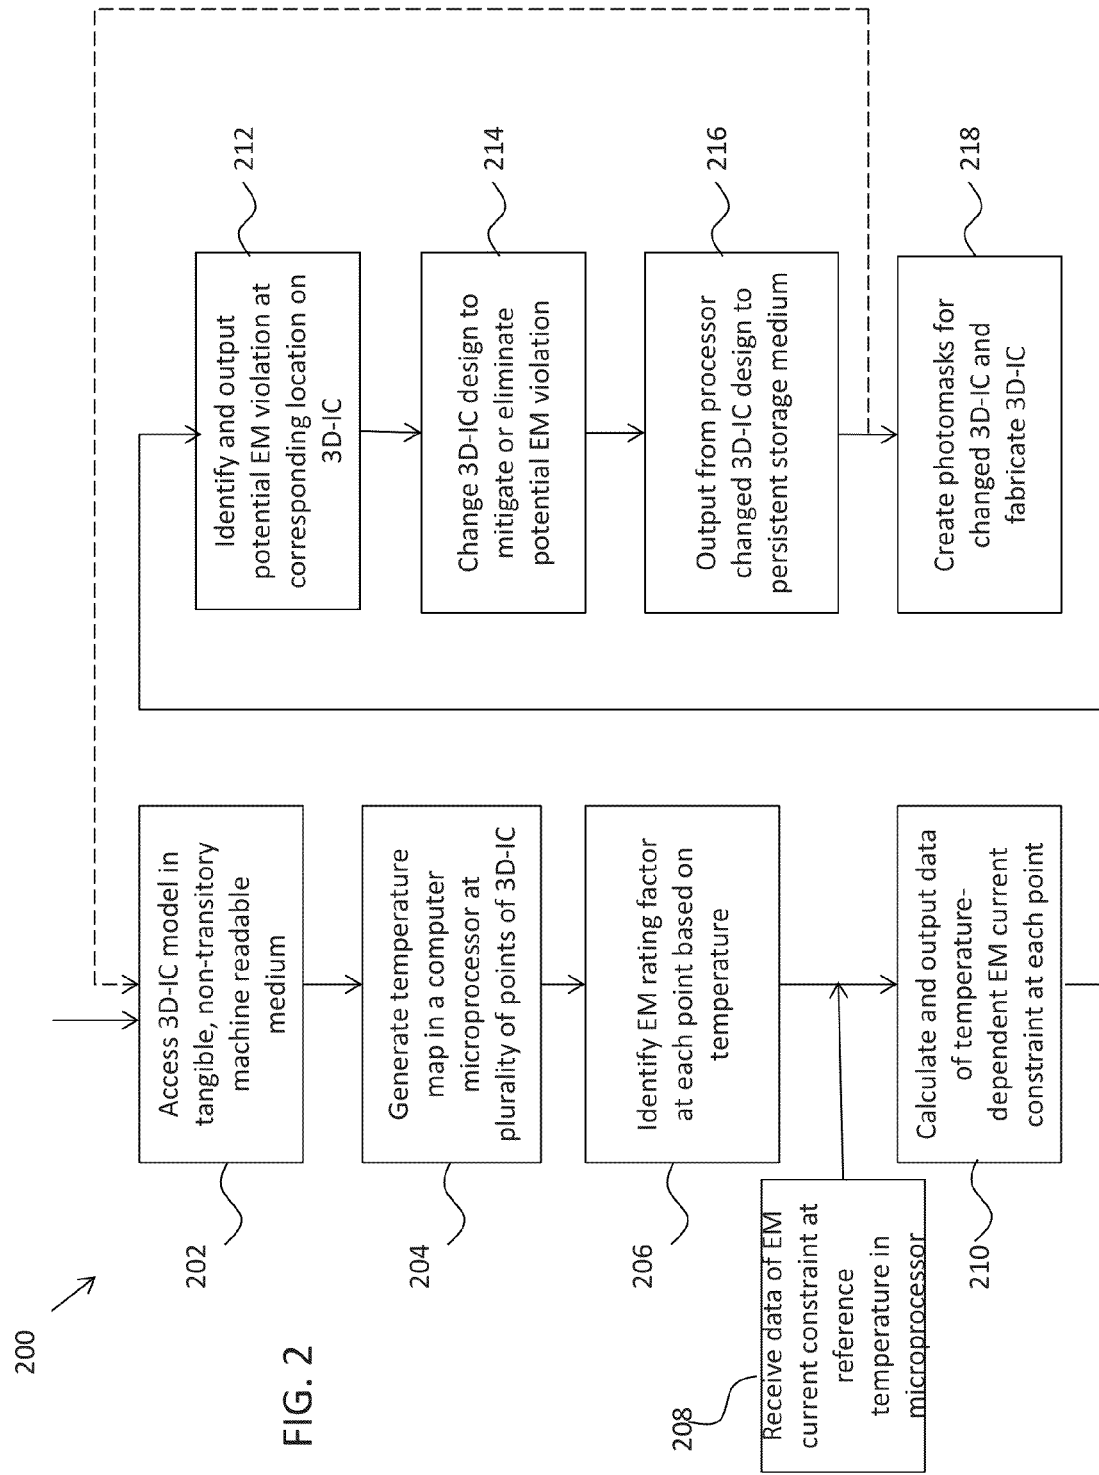 200
FIG. 2
202
Access 3D-IC model in
tangible, non-transitory
machine readable
medium
204
Generate temperature
map in a computer
microprocessor at
plurality of points of 3D-IC
206
Identify EM rating factor
at each point based on
temperature
208
Receive data of EM
current constraint at
reference
temperature in
microprocessor
210
Calculate and output data
of temperature-
dependent EM current
constraint at each point
212
Identify and output
potential EM violation at
corresponding location on
3D-IC
214
Change 3D-IC design to
mitigate or eliminate
potential EM violation
216
Output from processor
changed 3D-IC design to
persistent storage medium
218
Create photomasks for
changed 3D-IC and
fabricate 3D-IC